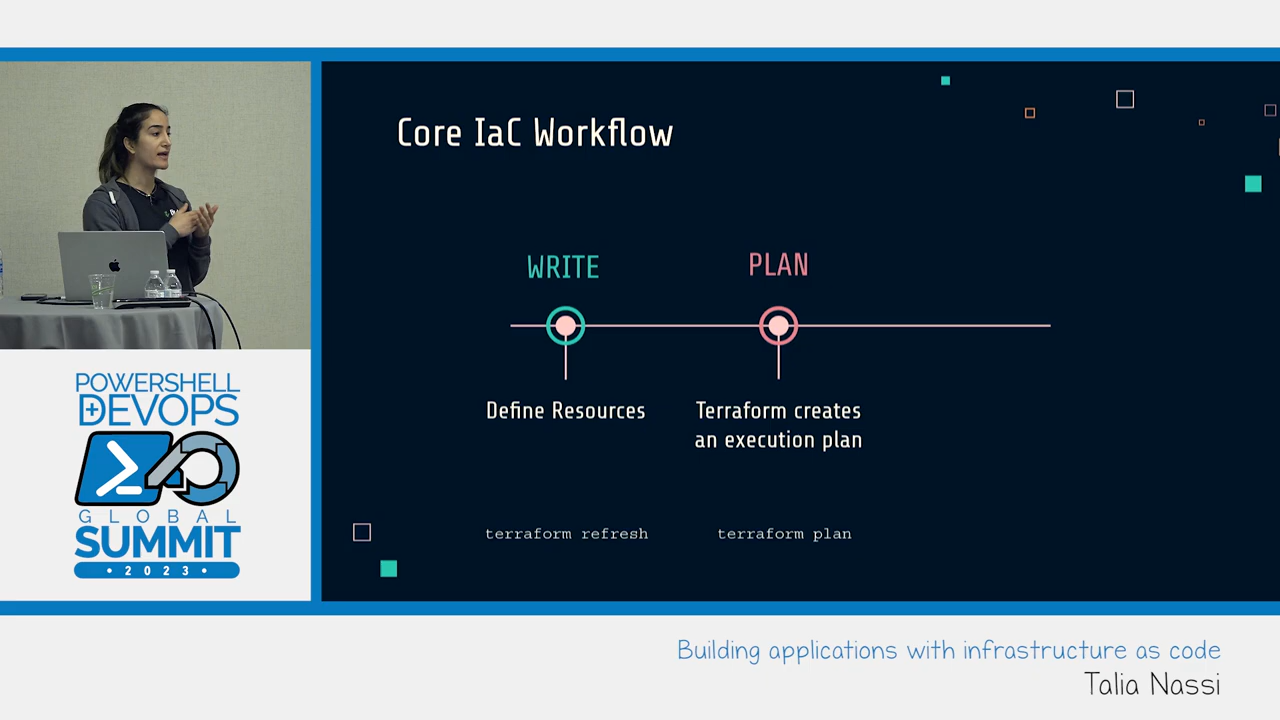 Core IaC Workflow
WRITE
PLAN
Define Resources
Terraform creates
an execution plan
terraform refresh
terraform plan
POWERSHELL
DEVOPS
GLOBAL
SUMMIT
• 2023 •
Building applications with infrastructure as code
Talia Nassi